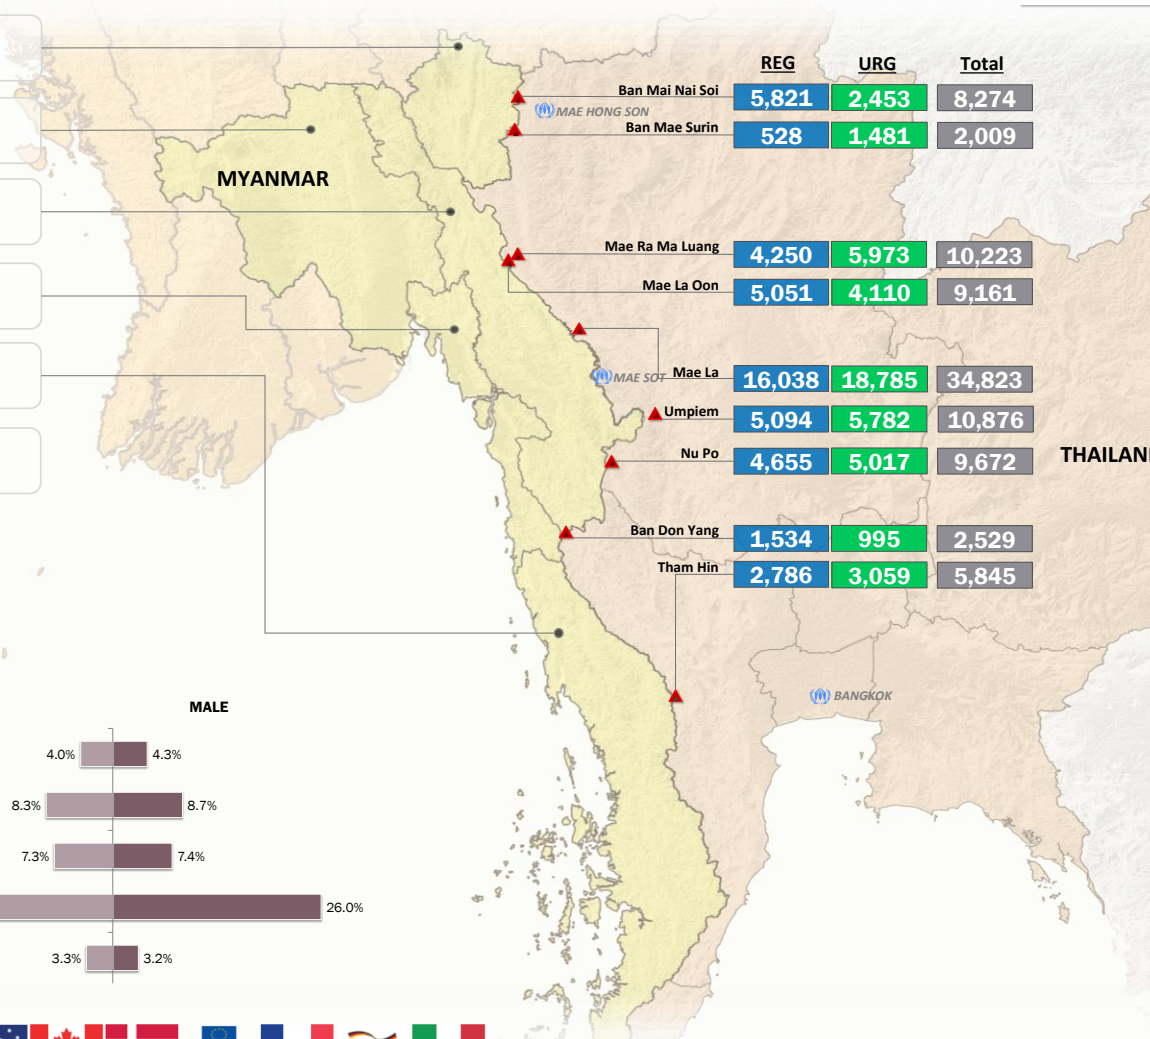 REG URG Total
Ban Mai Nai Soi 5,821 2,453 8,274
MAE HONG SON
Ban Mae Surin 528 1,481 2,009
MYANMAR
Mae Ra Ma Luang 4,250 5,973 10,223
Mae La Oon 5,051 4,110 9,161
MAE SOT
Mae La 16,038 18,785 34,823
Umpiem 5,094 5,782 10,876
Nu Po 4,655 5,017 9,672
THAILAN
Ban Don Yang 1,534 995 2,529
Tham Hin 2,786 3,059 5,845
BANGKOK
MALE
4.0% 4.3%
8.3% 8.7%
7.3% 7.4%
26.0%
3.3% 3.2%